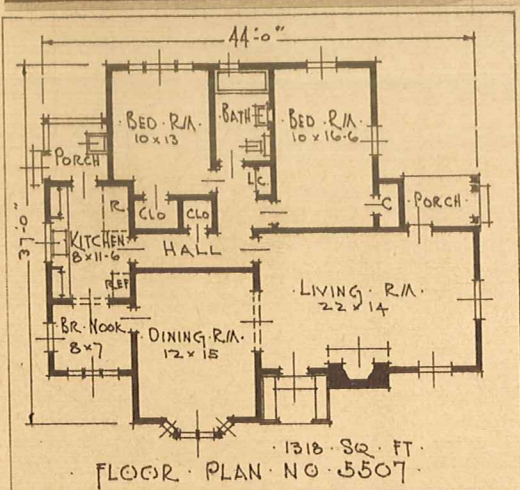 44'-0"
BED R/M.
10 x 13
BATH
BED R/M
10 x 16-6
PORCH
L.C.
R.
CLO
CLO
C
PORCH
37'-0"
KITCHEN
8 x 11-6
HALL
REF
LIVING R/M.
22 x 14
BR. NOOK
8 x 7
DINING R/M.
12 x 15
1318 SQ FT.
FLOOR PLAN NO 5507